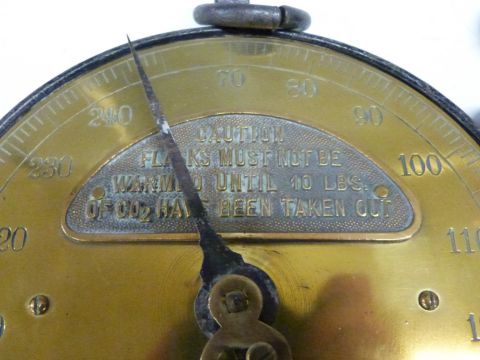 70 80
240 90
230 100
20 110
CAUTION
FLASKS MUST NOT BE
WARMED UNTIL 10 LBS.
OF CO2 HAVE BEEN TAKEN OUT